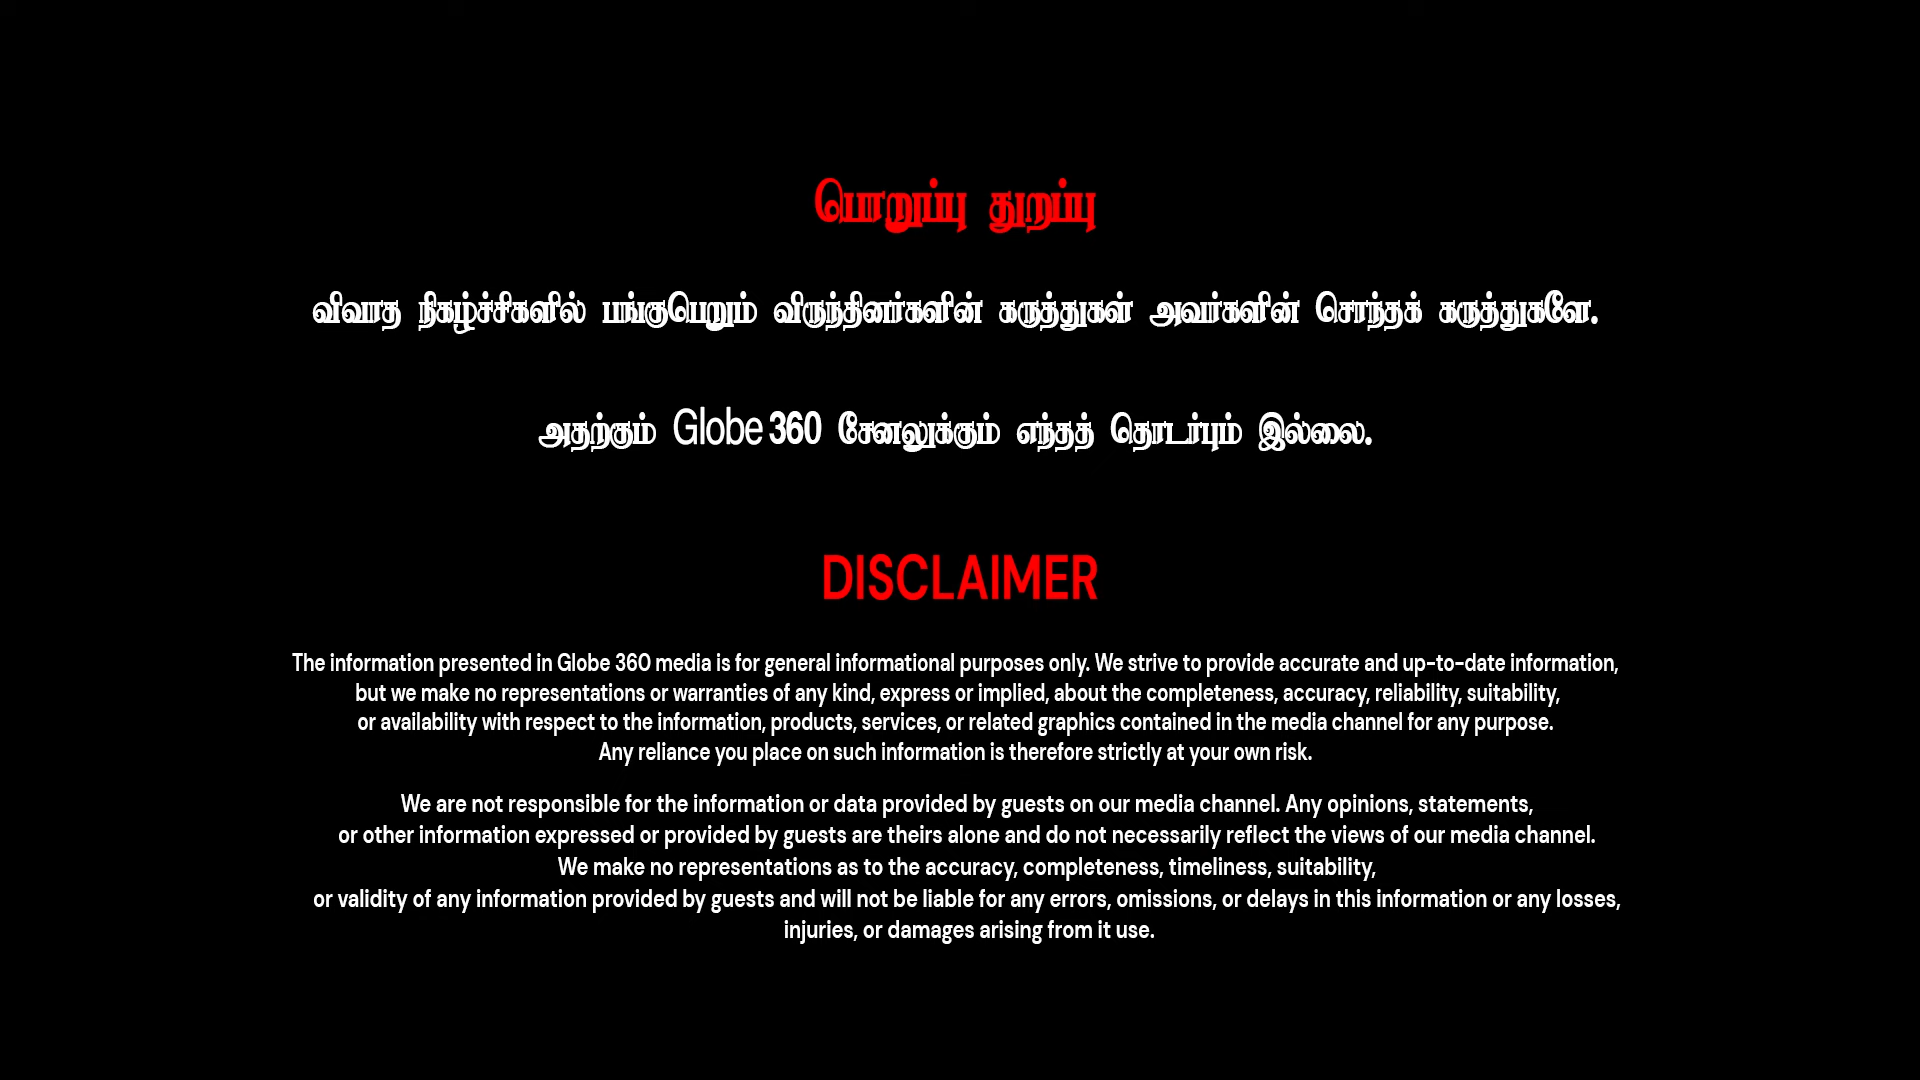 பொறுப்பு துறப்பு
விவாத நிகழ்ச்சிகளில் பங்குபெறும் விருந்தினர்களின் கருத்துகள் அவர்களின் சொந்தக் கருத்துகளே.
அதற்கும் Globe 360 சேனலுக்கும் எந்தத் தொடர்பும் இல்லை.
DISCLAIMER
The information presented in Globe 360 media is for general informational purposes only. We strive to provide accurate and up-to-date information,
but we make no representations or warranties of any kind, express or implied, about the completeness, accuracy, reliability, suitability,
or availability with respect to the information, products, services, or related graphics contained in the media channel for any purpose.
Any reliance you place on such information is therefore strictly at your own risk.
We are not responsible for the information or data provided by guests on our media channel. Any opinions, statements,
or other information expressed or provided by guests are theirs alone and do not necessarily reflect the views of our media channel.
We make no representations as to the accuracy, completeness, timeliness, suitability,
or validity of any information provided by guests and will not be liable for any errors, omissions, or delays in this information or any losses,
injuries, or damages arising from it use.